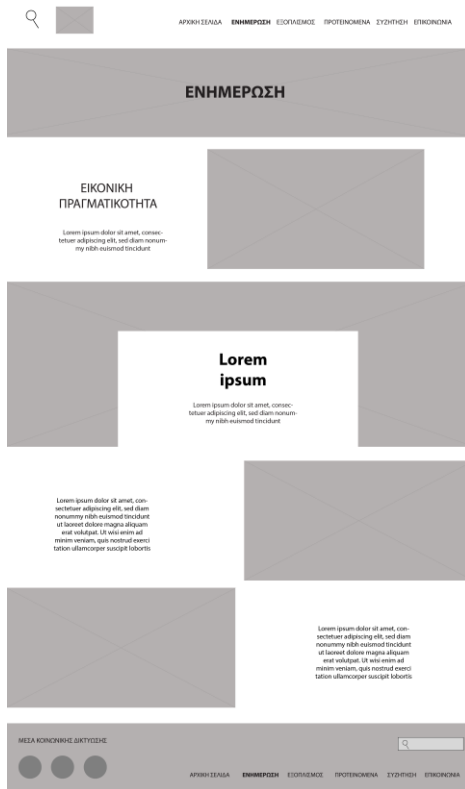 ΑΡΧΙΚΗ ΣΕΛΙΔΑ ΕΝΗΜΕΡΩΣΗ ΕΞΟΠΛΙΣΜΟΣ ΠΡΟΤΕΙΝΟΜΕΝΑ ΣΥΖΗΤΗΣΗ ΕΠΙΚΟΙΝΩΝΙΑ
ΕΝΗΜΕΡΩΣΗ
ΕΙΚΟΝΙΚΗ
ΠΡΑΓΜΑΤΙΚΟΤΗΤΑ
Lorem ipsum dolor sit amet, consec-
tetuer adipiscing elit, sed diam nonum-
my nibh euismod tincidunt
Lorem
ipsum
Lorem ipsum dolor sit amet, consec-
tetuer adipiscing elit, sed diam nonum-
my nibh euismod tincidunt
Lorem ipsum dolor sit amet, con-
sectetuer adipiscing elit, sed diam
nonummy nibh euismod tincidunt
ut laoreet dolore magna aliquam
erat volutpat. Ut wisi enim ad
minim veniam, quis nostrud exerci
tation ullamcorper suscipit lobortis
Lorem ipsum dolor sit amet, con-
sectetuer adipiscing elit, sed diam
nonummy nibh euismod tincidunt
ut laoreet dolore magna aliquam
erat volutpat. Ut wisi enim ad
minim veniam, quis nostrud exerci
tation ullamcorper suscipit lobortis
ΜΕΣΑ ΚΟΙΝΩΝΙΚΗΣ ΔΙΚΤΥΩΣΗΣ
ΑΡΧΙΚΗ ΣΕΛΙΔΑ ΕΝΗΜΕΡΩΣΗ ΕΞΟΠΛΙΣΜΟΣ ΠΡΟΤΕΙΝΟΜΕΝΑ ΣΥΖΗΤΗΣΗ ΕΠΙΚΟΙΝΩΝΙΑ